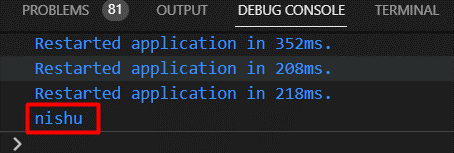 PROBLEMS 81 OUTPUT DEBUG CONSOLE TERMINAL
Restarted application in 352ms.
Restarted application in 208ms.
Restarted application in 218ms.
nishu
>